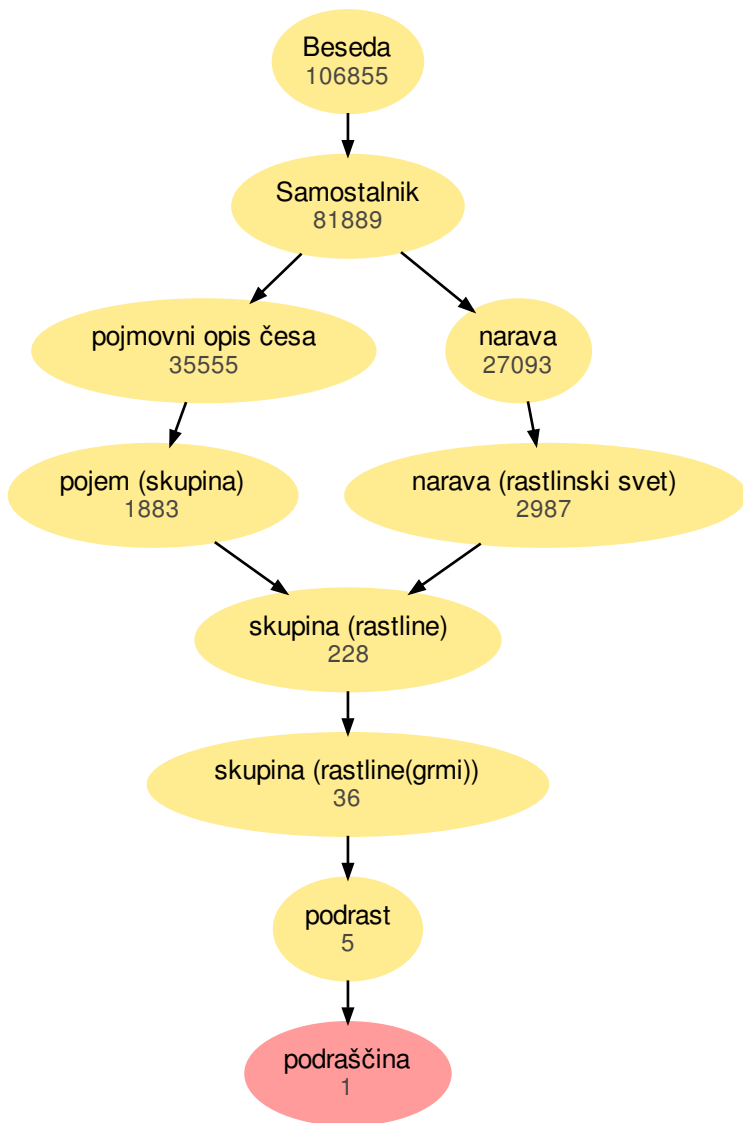 Beseda
106855
Samostalnik
81889
pojmovni opis česa
35555
narava
27093
pojem (skupina)
1883
narava (rastlinski svet)
2987
skupina (rastline)
228
skupina (rastline(grmi))
36
podrast
5
podraščina
1